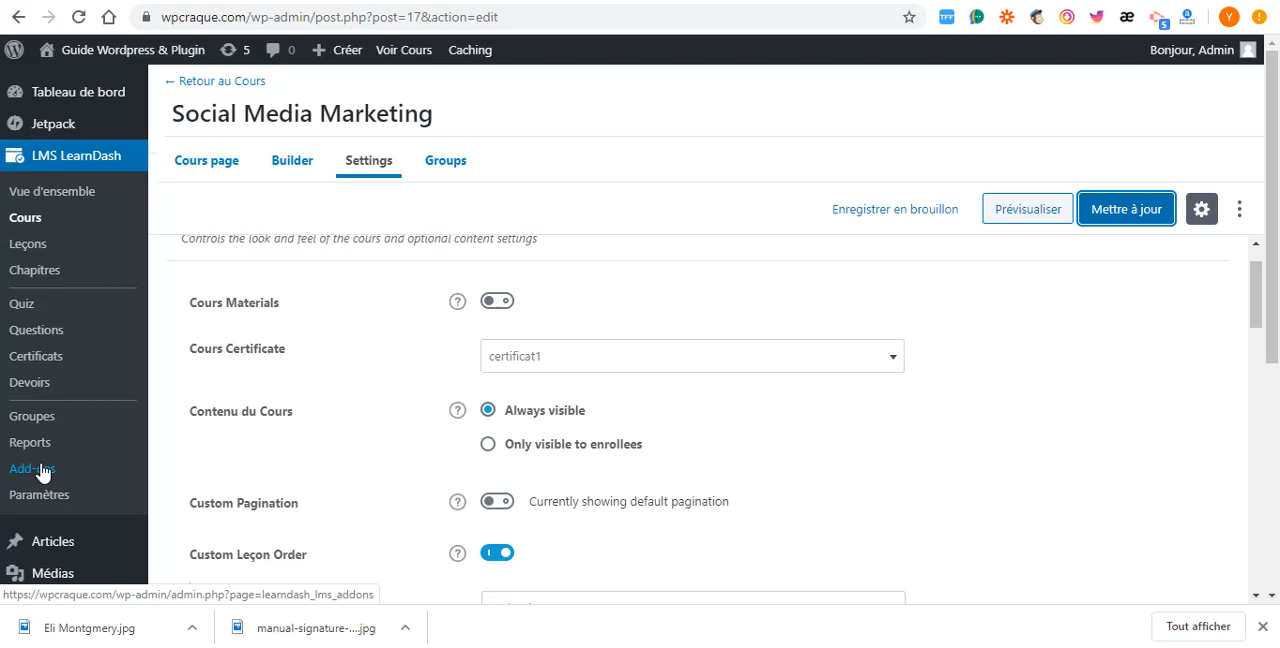 wpcraque.com/wp-admin/post.php?post=17&action=edit
TFF
æ
5
Y
Guide Wordpress & Plugin 5 0 Créer Voir Cours Caching Bonjour, Admin
Tableau de bord
Jetpack
LMS LearnDash
Vue d'ensemble
Cours
Leçons
Chapitres
Quiz
Questions
Certificats
Devoirs
Groupes
Reports
Paramètres
Articles
Médias
← Retour au Cours
Social Media Marketing
Cours page Builder Settings Groups
Enregistrer en brouillon Prévisualiser Mettre à jour
Controls the look and feel of the cours and optional content settings
Cours Materials ?
Cours Certificate certificat1
Contenu du Cours ? Always visible
Only visible to enrollees
Custom Pagination ? Currently showing default pagination
Custom Leçon Order ?
https://wpcraque.com/wp-admin/admin.php?page=learndash_lms_addons
Eli Montgmery.jpg manual-signature-....jpg Tout afficher